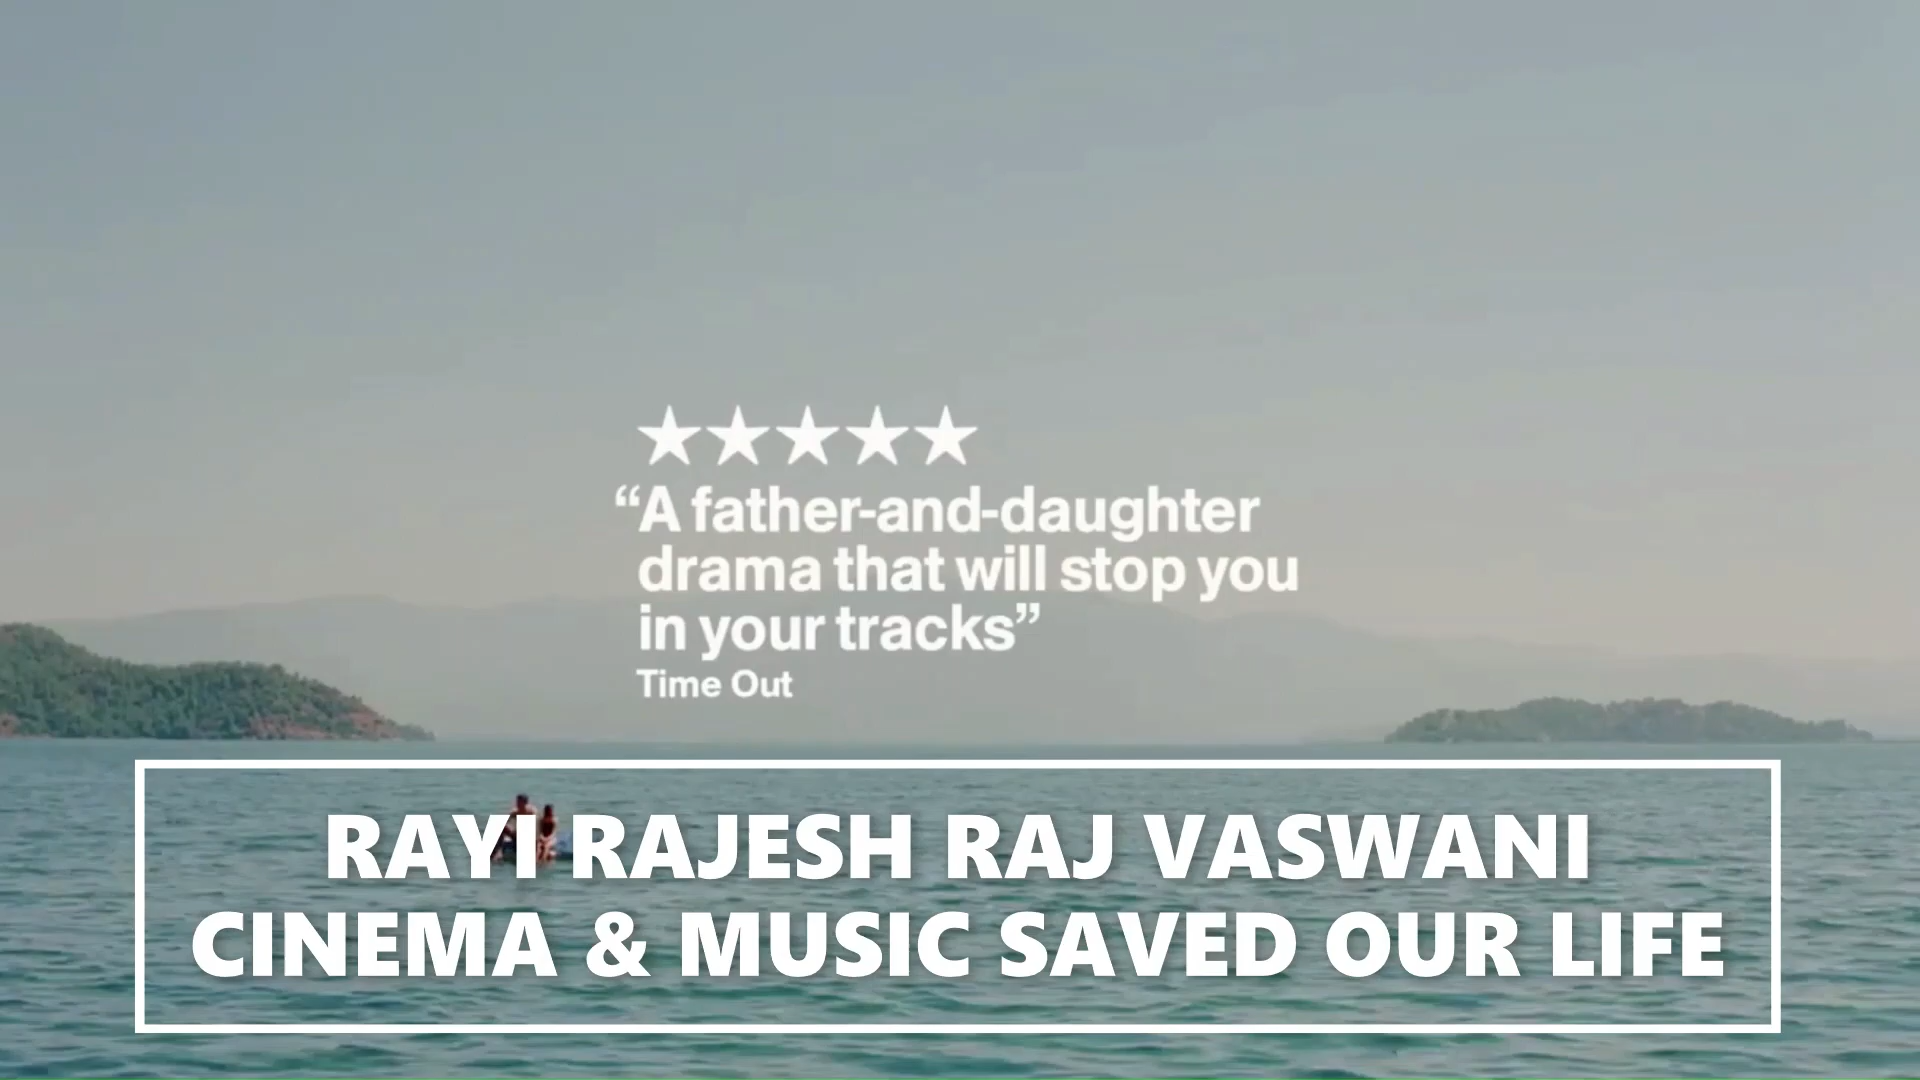 ★★★★★
“A father-and-daughter
drama that will stop you
in your tracks”
Time Out
RAYI RAJESH RAJ VASWANI
CINEMA & MUSIC SAVED OUR LIFE